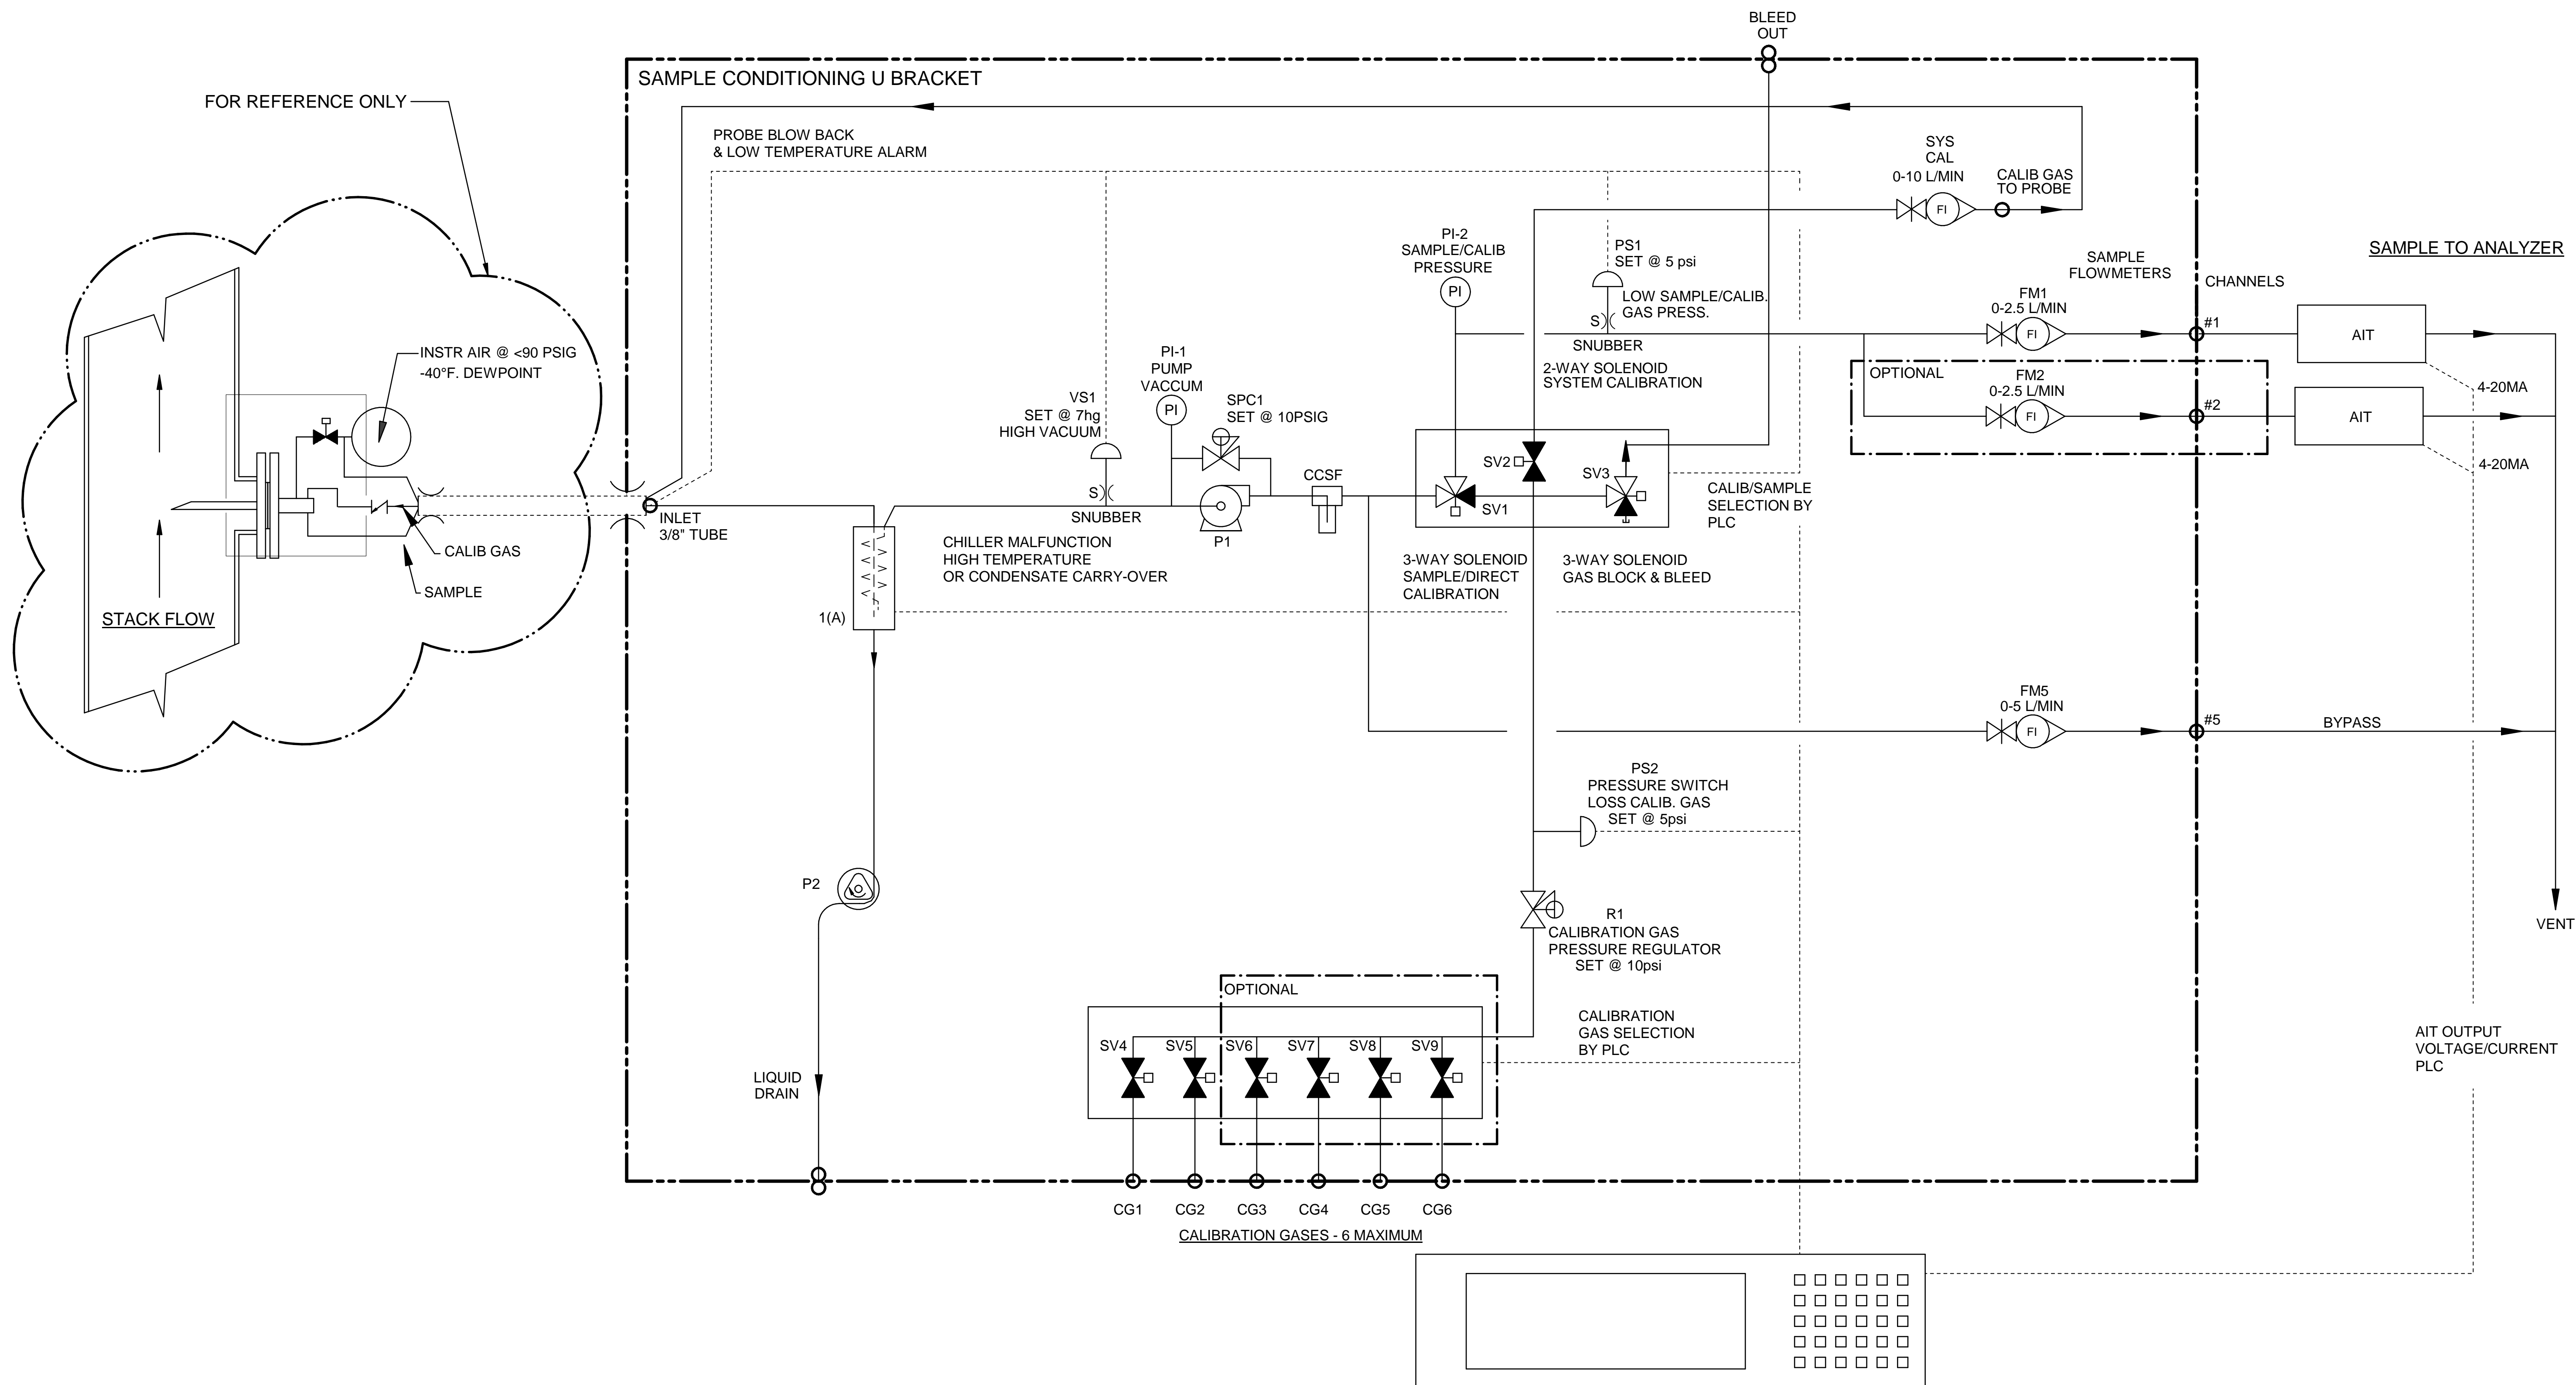 BLEED
OUT
SAMPLE CONDITIONING U BRACKET
FOR REFERENCE ONLY
PROBE BLOW BACK
& LOW TEMPERATURE ALARM
SYS
CAL
0-10 L/MIN
CALIB GAS
TO PROBE
FI
PI-2
SAMPLE/CALIB
PRESSURE
PI
PS1
SET @ 5 psi
LOW SAMPLE/CALIB.
GAS PRESS.
S
SNUBBER
SAMPLE
FLOWMETERS
SAMPLE TO ANALYZER
CHANNELS
FM1
0-2.5 L/MIN
FI
#1
AIT
OPTIONAL
FM2
0-2.5 L/MIN
FI
#2
AIT
4-20MA
4-20MA
INSTR AIR @ <90 PSIG
-40°F. DEWPOINT
PI-1
PUMP
VACCUM
PI
VS1
SET @ 7hg
HIGH VACUUM
SPC1
SET @ 10PSIG
2-WAY SOLENOID
SYSTEM CALIBRATION
CCSF
SV2
SV3
SV1
S
SNUBBER
P1
CALIB/SAMPLE
SELECTION BY
PLC
INLET
3/8" TUBE
CALIB GAS
SAMPLE
STACK FLOW
CHILLER MALFUNCTION
HIGH TEMPERATURE
OR CONDENSATE CARRY-OVER
3-WAY SOLENOID
SAMPLE/DIRECT
CALIBRATION
3-WAY SOLENOID
GAS BLOCK & BLEED
1(A)
FM5
0-5 L/MIN
FI
#5
BYPASS
PS2
PRESSURE SWITCH
LOSS CALIB. GAS
SET @ 5psi
P2
R1
CALIBRATION GAS
PRESSURE REGULATOR
SET @ 10psi
VENT
OPTIONAL
CALIBRATION
GAS SELECTION
BY PLC
SV4
SV5
SV6
SV7
SV8
SV9
AIT OUTPUT
VOLTAGE/CURRENT
PLC
LIQUID
DRAIN
CG1
CG2
CG3
CG4
CG5
CG6
CALIBRATION GASES - 6 MAXIMUM